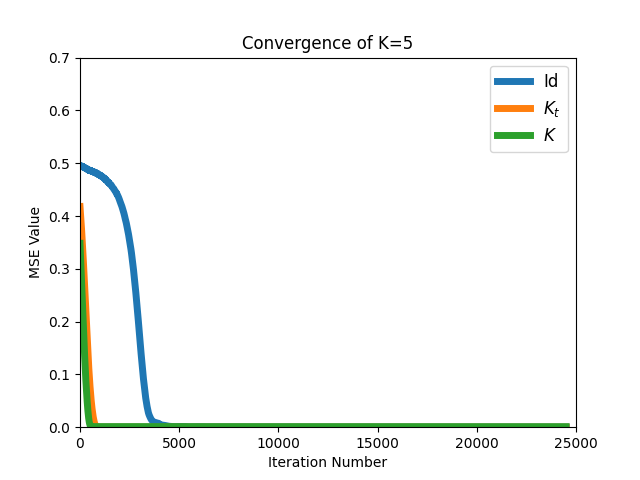 Convergence of K=5
MSE Value
0.7
0.6
0.5
0.4
0.3
0.2
0.1
0.0
Id
K_t
K
0 5000 10000 15000 20000 25000
Iteration Number